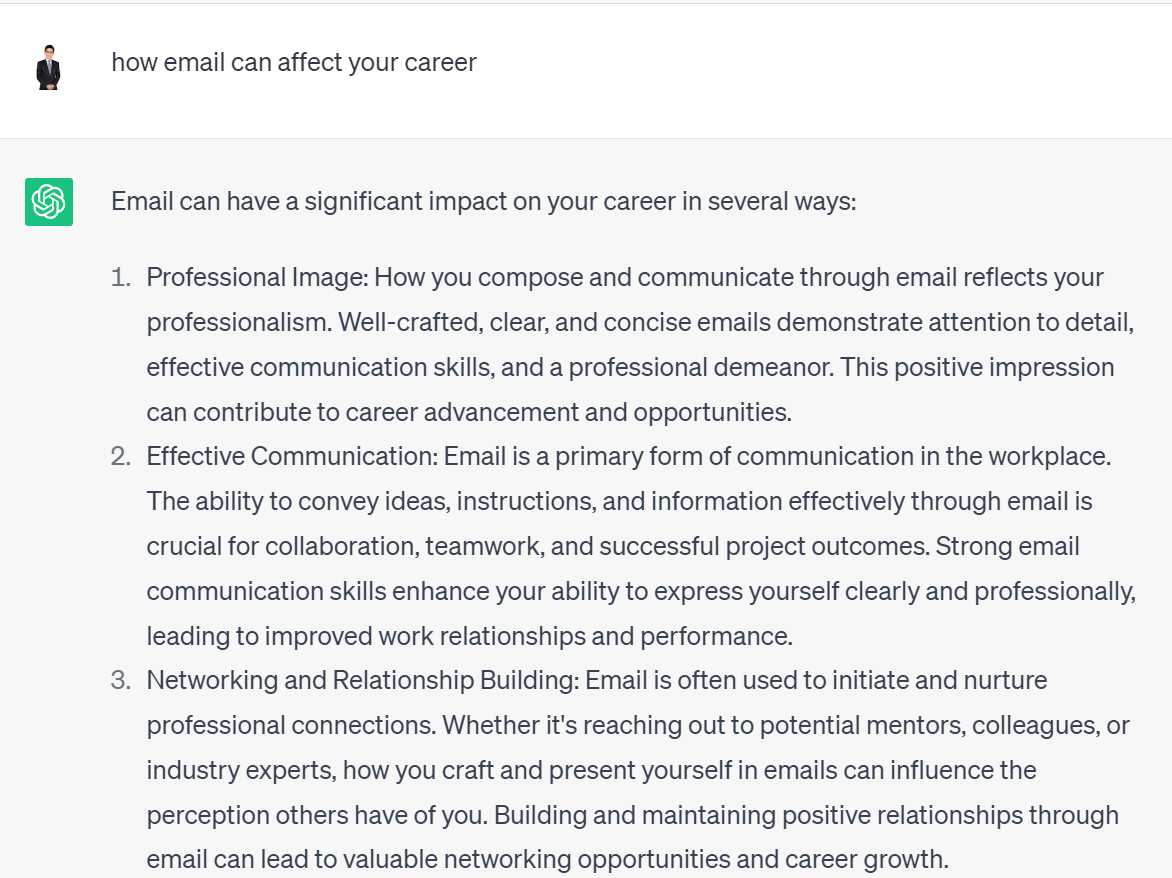 how email can affect your career
Email can have a significant impact on your career in several ways:
1. Professional Image: How you compose and communicate through email reflects your
professionalism. Well-crafted, clear, and concise emails demonstrate attention to detail,
effective communication skills, and a professional demeanor. This positive impression
can contribute to career advancement and opportunities.
2. Effective Communication: Email is a primary form of communication in the workplace.
The ability to convey ideas, instructions, and information effectively through email is
crucial for collaboration, teamwork, and successful project outcomes. Strong email
communication skills enhance your ability to express yourself clearly and professionally,
leading to improved work relationships and performance.
3. Networking and Relationship Building: Email is often used to initiate and nurture
professional connections. Whether it's reaching out to potential mentors, colleagues, or
industry experts, how you craft and present yourself in emails can influence the
perception others have of you. Building and maintaining positive relationships through
email can lead to valuable networking opportunities and career growth.